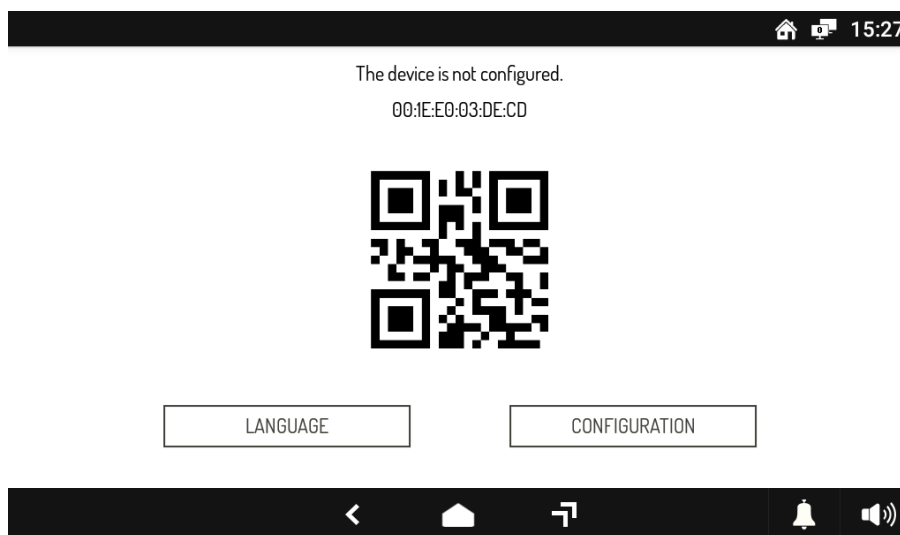 15:27
The device is not configured.
00:1E:E0:03:DE:CD
LANGUAGE
CONFIGURATION